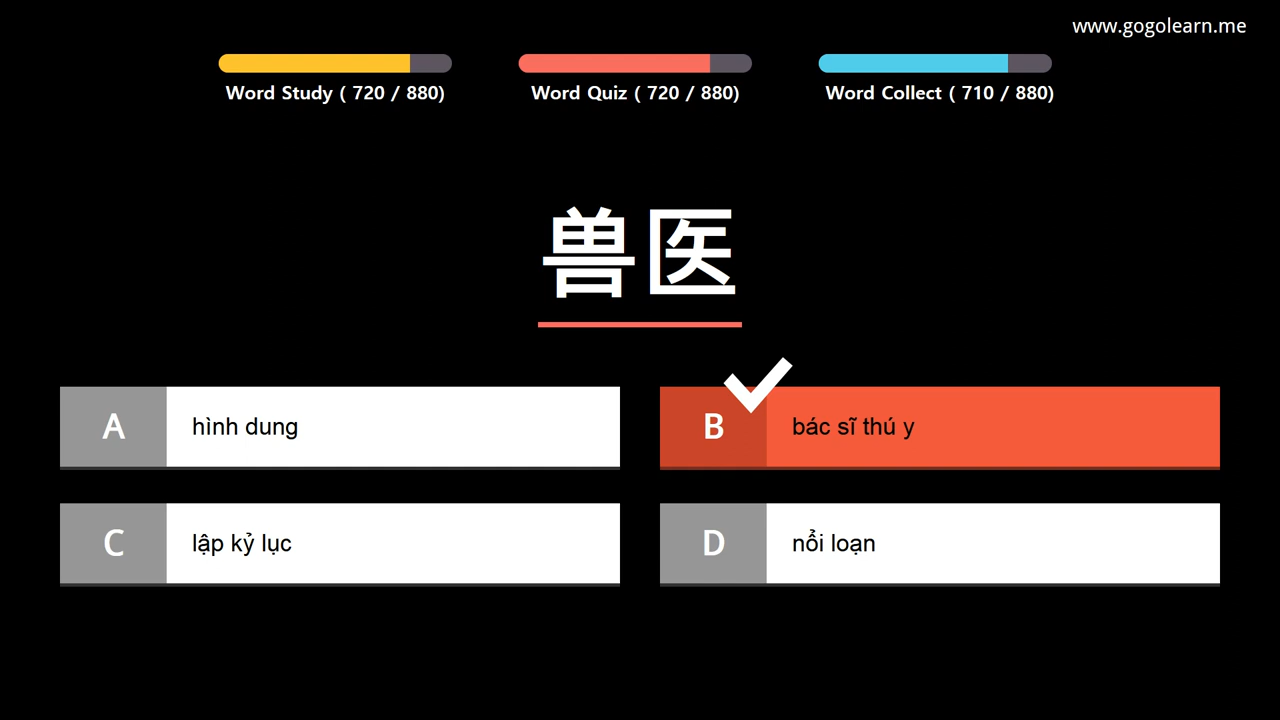 www.gogolearn.me
Word Study ( 720 / 880)
Word Quiz ( 720 / 880)
Word Collect ( 710 / 880)
兽医
A
hình dung
B
bác sĩ thú y
C
lập kỷ lục
D
nổi loạn